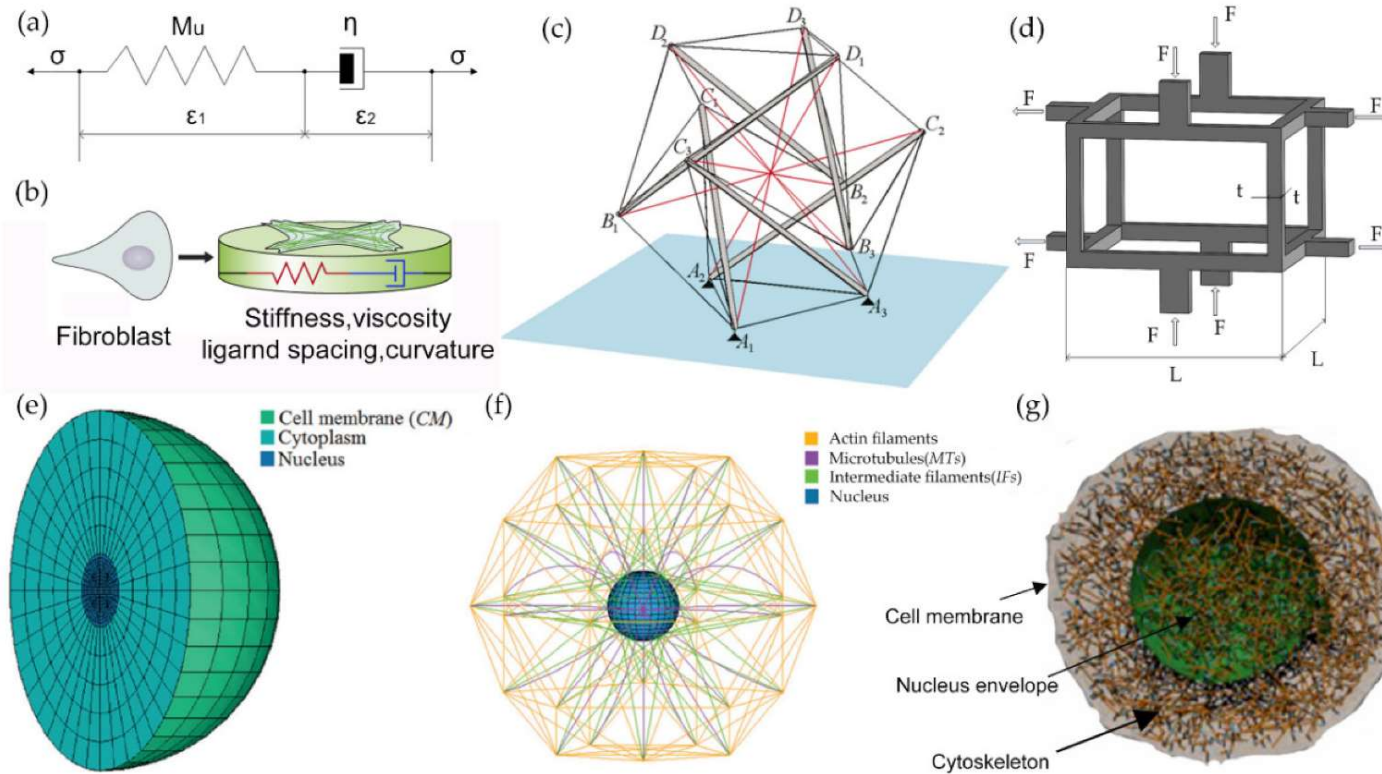 (a)
Mu
η
σ
σ
ε1
ε2
(b)
Fibroblast
Stiffness,viscosity
ligarnd spacing,curvature
(c)
D2
D3
D1
C1
C2
C3
B2
B1
B3
A2
A3
A1
(d)
F
F
F
F
t
t
F
F
F
F
L
L
(e)
Cell membrane (CM)
Cytoplasm
Nucleus
(f)
Actin filaments
Microtubules(MTs)
Intermediate filaments(IFs)
Nucleus
(g)
Cell membrane
Nucleus envelope
Cytoskeleton